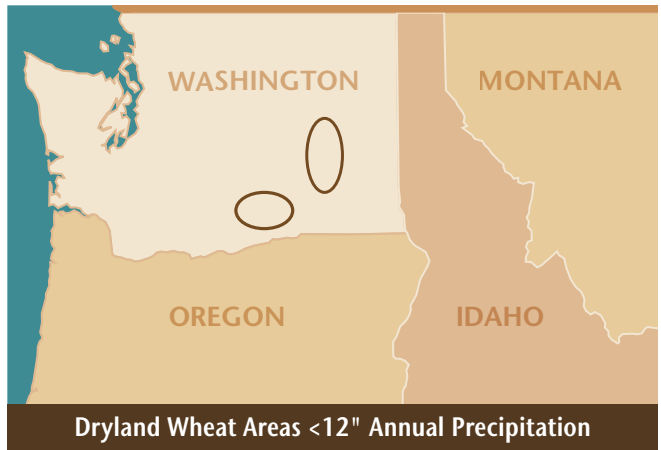 WASHINGTON
MONTANA
OREGON
IDAHO
Dryland Wheat Areas <12" Annual Precipitation